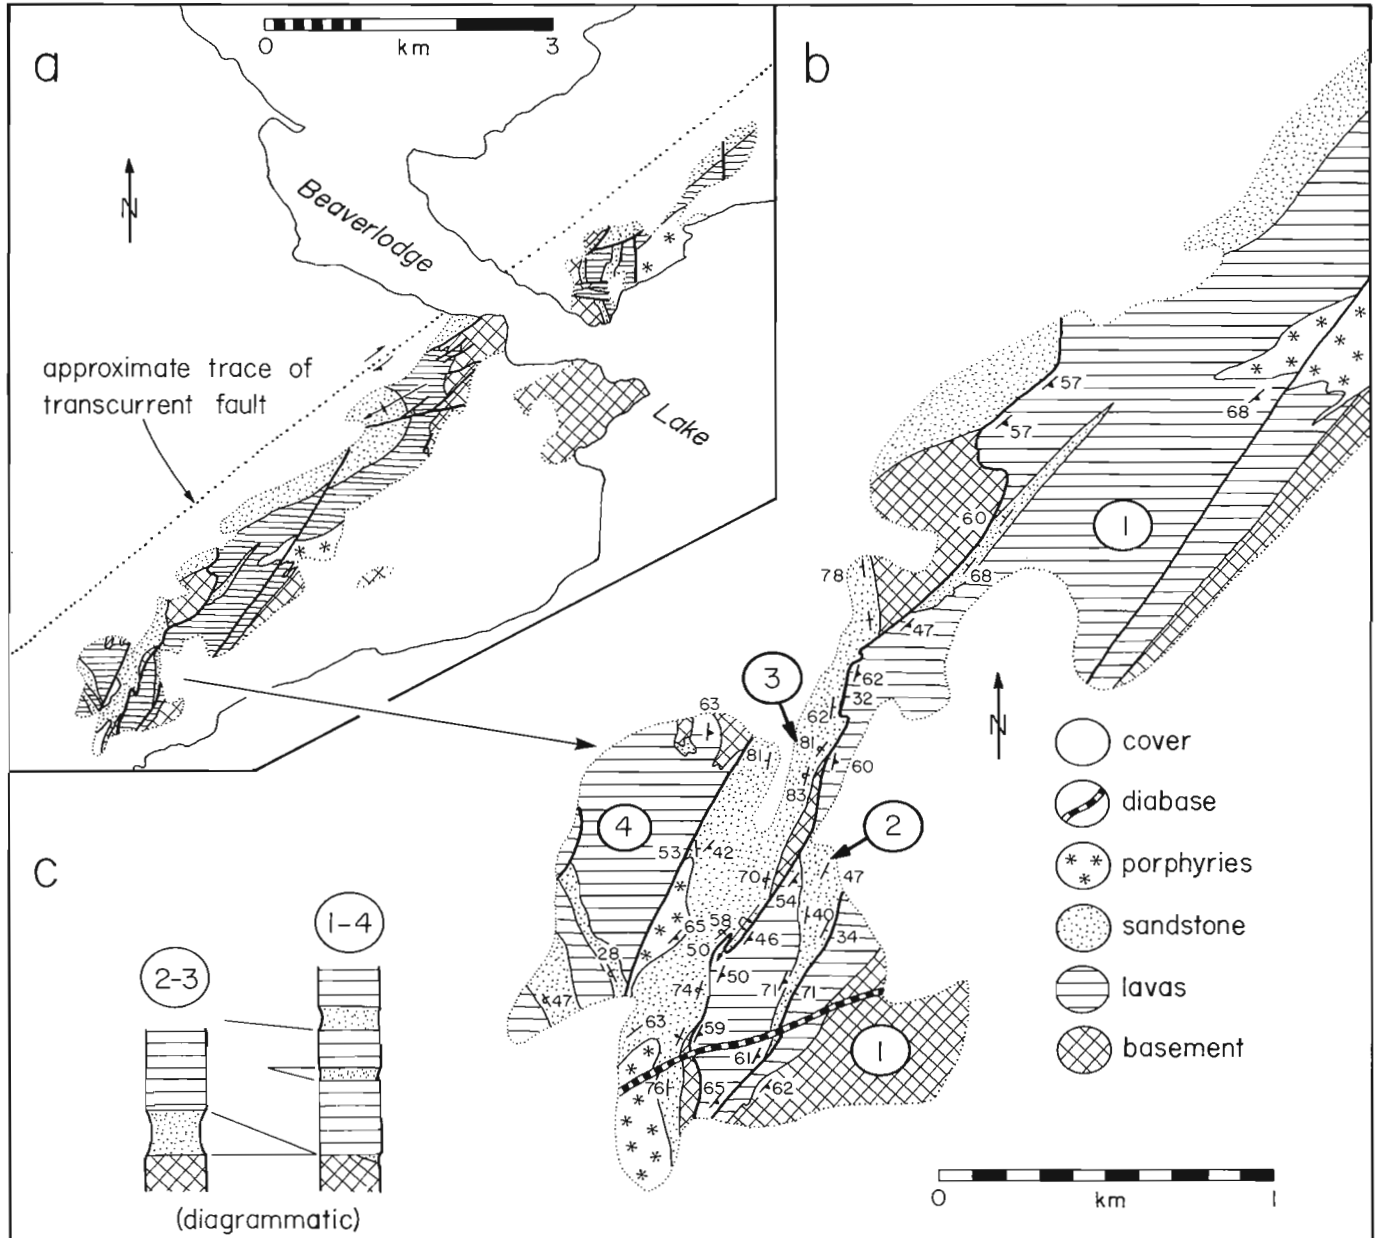 a
0 km 3
N
Beaverlodge
Lake
approximate trace of
transcurrent fault
b
57
57
68
1
60
68
78
47
62
32
3
62
63
81
81
60
83
N
4
2
53
42
70
47
54
40
65
58
50
46
34
28
50
47
74
71
71
63
59
61
1
76
65
62
cover
diabase
porphyries
sandstone
lavas
basement
0 km 1
c
1-4
2-3
(diagrammatic)